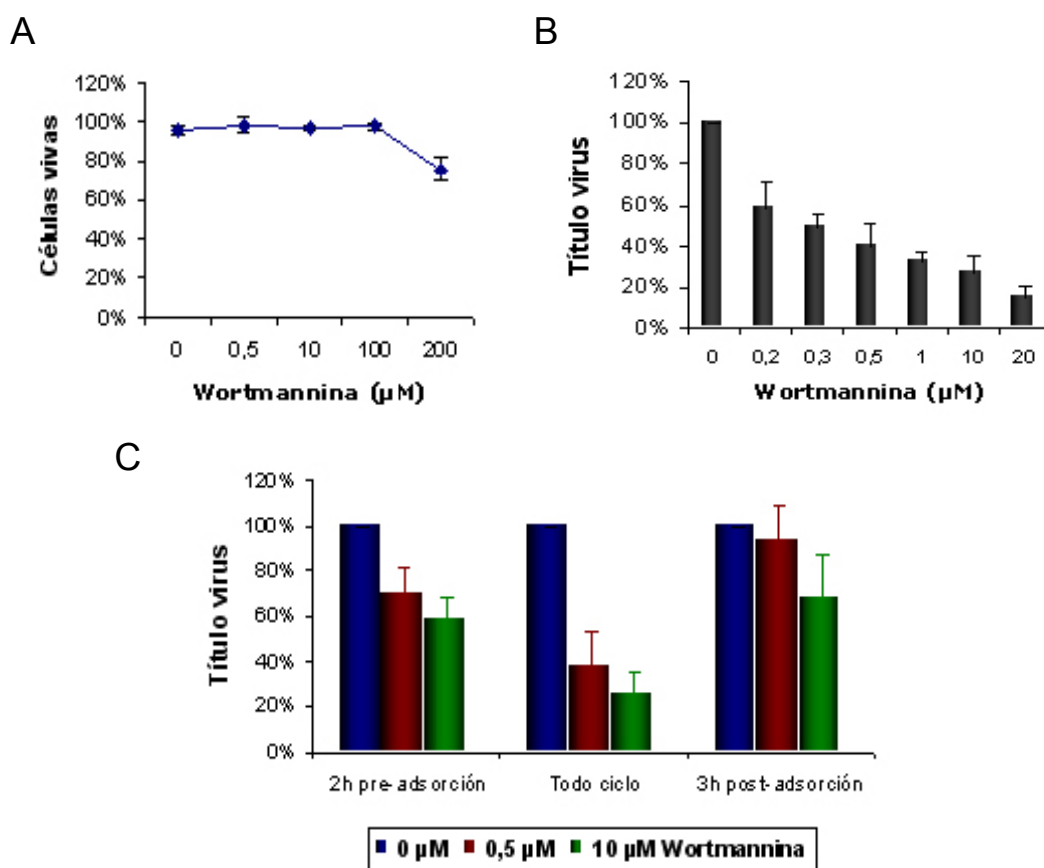 A
120%
100%
80%
60%
40%
20%
0%
Células vivas
0 0,5 10 100 200
Wortmannina (µM)
B
120%
100%
80%
60%
40%
20%
0%
Título virus
0 0,2 0,3 0,5 1 10 20
Wortmannina (µM)
C
120%
100%
80%
60%
40%
20%
0%
Título virus
2h pre-adsorción Todo ciclo 3h post-adsorción
0 µM 0,5 µM 10 µM Wortmannina